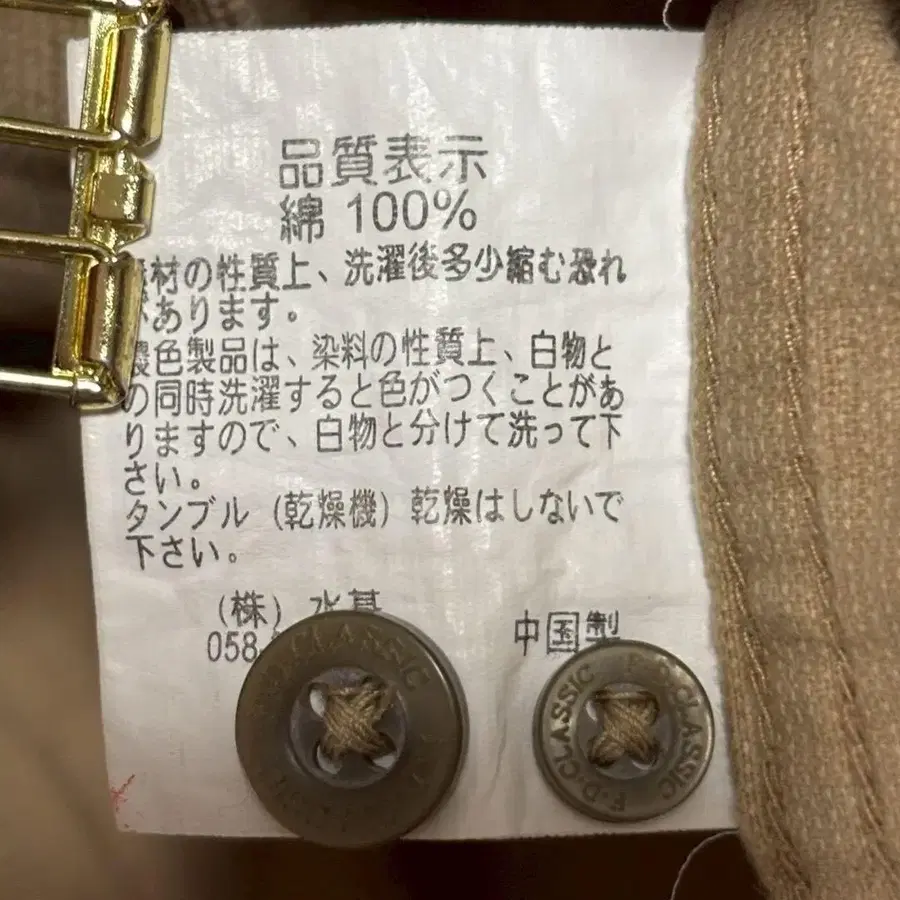 品質表示
綿 100%
材の性質上、洗濯後多少縮む恐れ
があります。
濃色製品は、染料の性質上、白物と
の同時洗濯すると色がつくことがあ
りますので、白物と分けて洗って下
さい。
タンブル（乾燥機）乾燥はしないで
下さい。
（株）水基
058
中国製
CLASSIC
F.D.CLASSIC F.D.CLASSIC